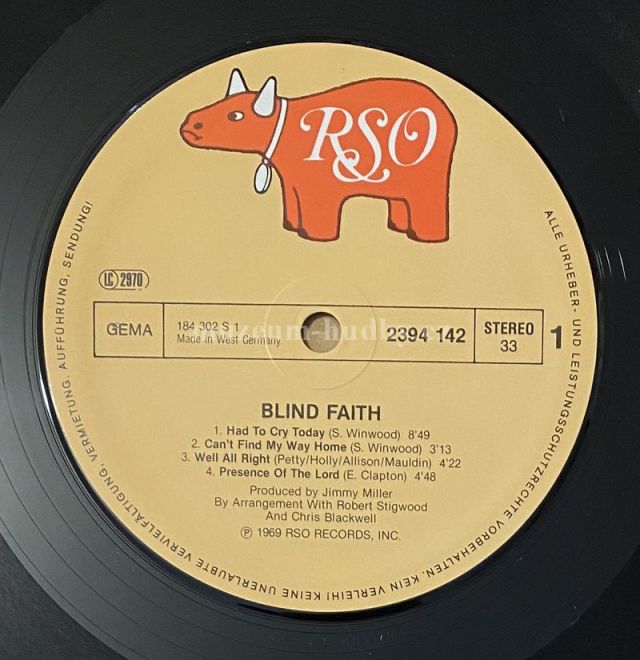 RSO
LC 2970
GEMA
184 302 S 1
Made in West Germany
2394 142
STEREO
33
1
BLIND FAITH
1. Had To Cry Today (S. Winwood) 8'49
2. Can't Find My Way Home (S. Winwood) 3'13
3. Well All Right (Petty/Holly/Allison/Mauldin) 4'22
4. Presence Of The Lord (E. Clapton) 4'48
Produced by Jimmy Miller
By Arrangement With Robert Stigwood
And Chris Blackwell
℗ 1969 RSO RECORDS, INC.
ALLE URHEBER- UND LEISTUNGSSCHUTZRECHTE VORBEHALTEN. KEIN VERLEIH! KEINE UNERLAUBTE VERVIELFÄLTIGUNG, VERMIETUNG, AUFFÜHRUNG, SENDUNG!